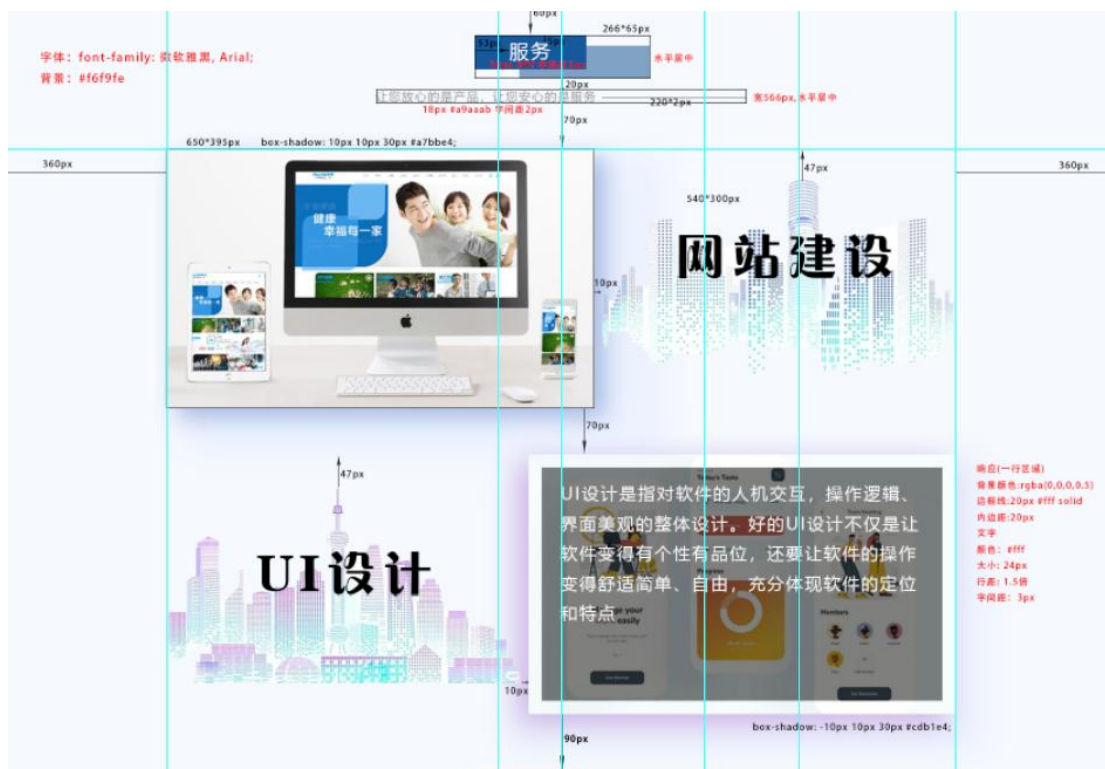 60px
266*65px
字体: font-family: 微软雅黑, Arial;
服务
53px
水平居中
背景: #f6f9fe
20px
让您放心的是产品，让您安心的是服务
220*2px
宽566px,水平居中
18px #a9aaab 字间距2px
70px
650*395px
box-shadow: 10px 10px 30px #a7bbe4;
360px
47px
360px
540*300px
健康
幸福每一家
网站建设
10px
70px
47px
UI设计
UI设计是指对软件的人机交互，操作逻辑、
界面美观的整体设计。好的UI设计不仅是让
软件变得有个性有品位，还要让软件的操作
变得舒适简单、自由，充分体现软件的定位
和特点
Today's Tasks
Progress
Members
响应(一行区域)
背景颜色:rgba(0,0,0,0.5)
边框线:20px #fff solid
内边距:20px
文字
颜色: #fff
大小: 24px
行距: 1.5倍
字间距: 3px
10px
box-shadow: -10px 10px 30px #cdb1e4;
90px